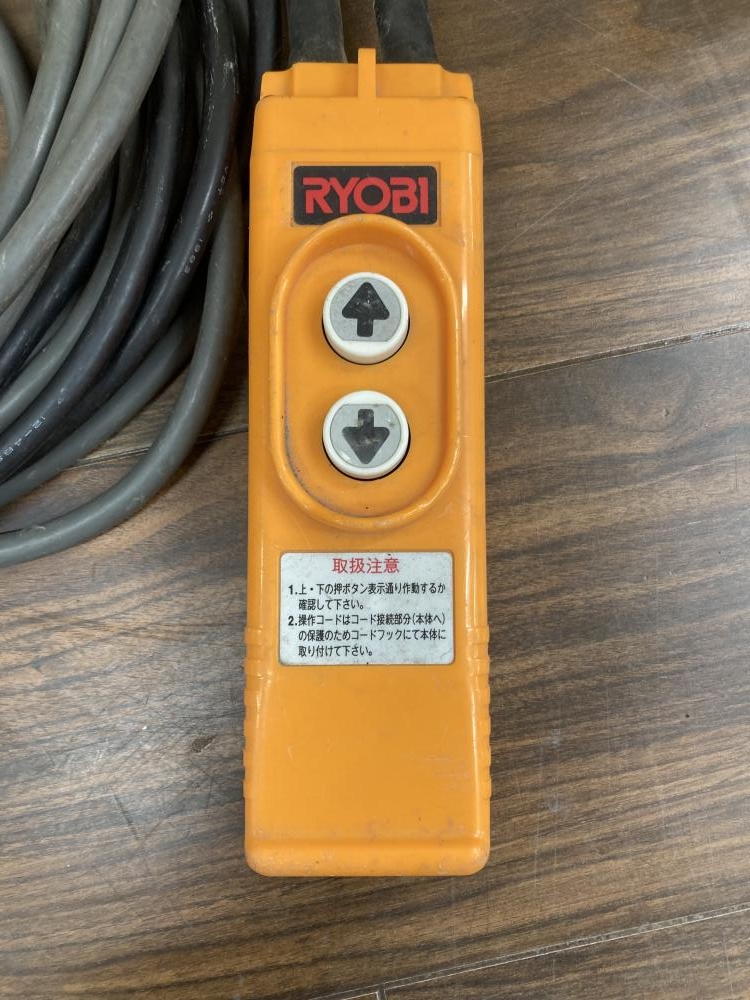 RYOBI
取扱注意
1.上・下の押ボタン表示通り作動するか
確認して下さい。
2.操作コードはコード接続部分(本体へ)
の保護のためコードフックにて本体に
取り付けて下さい。